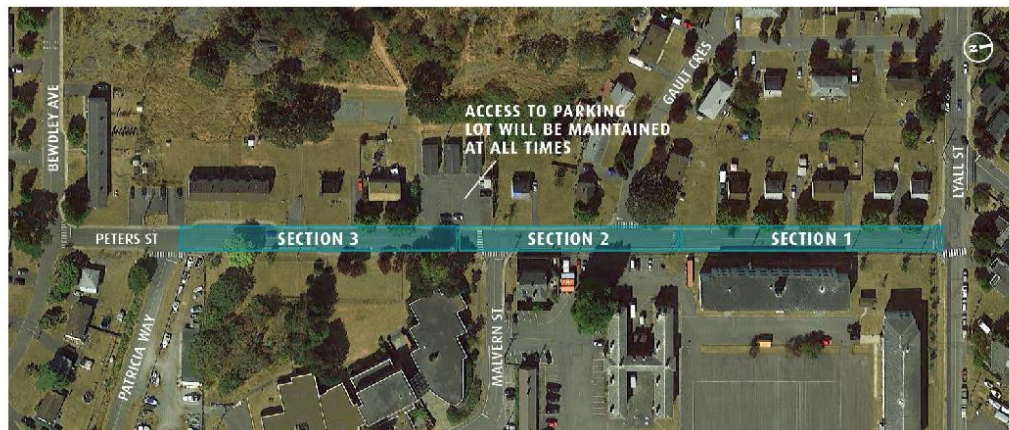 BEWDLEY AVE
GAULT CRES
N
ACCESS TO PARKING
LOT WILL BE MAINTAINED
AT ALL TIMES
LYALL ST
PETERS ST
SECTION 3
SECTION 2
SECTION 1
PATRICIA WAY
MALVERN ST